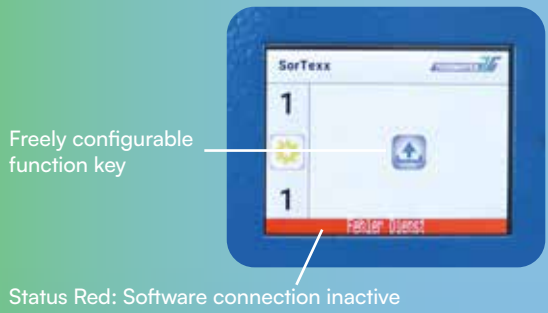 SorTexx
1
Freely configurable
function key
1
Fehler Dienst
Status Red: Software connection inactive